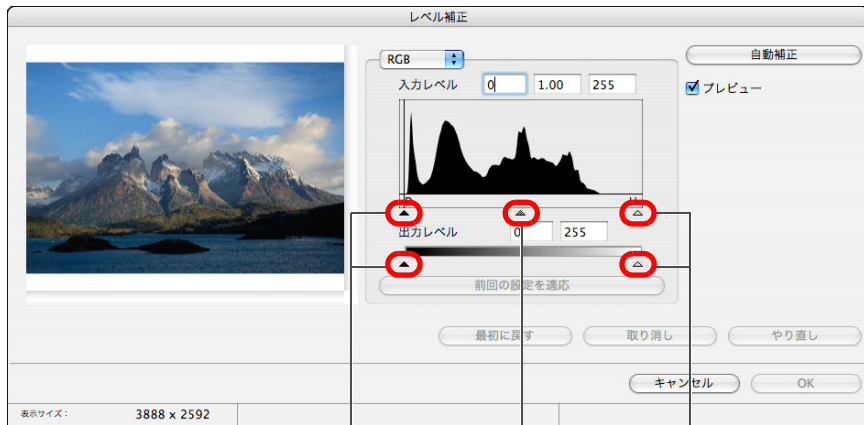 レベル補正
RGB
自動補正
入力レベル 0 1.00 255
プレビュー
出力レベル 0 255
前回の設定を適応
最初に戻す 取り消し やり直し
キャンセル OK
表示サイズ: 3888 x 2592